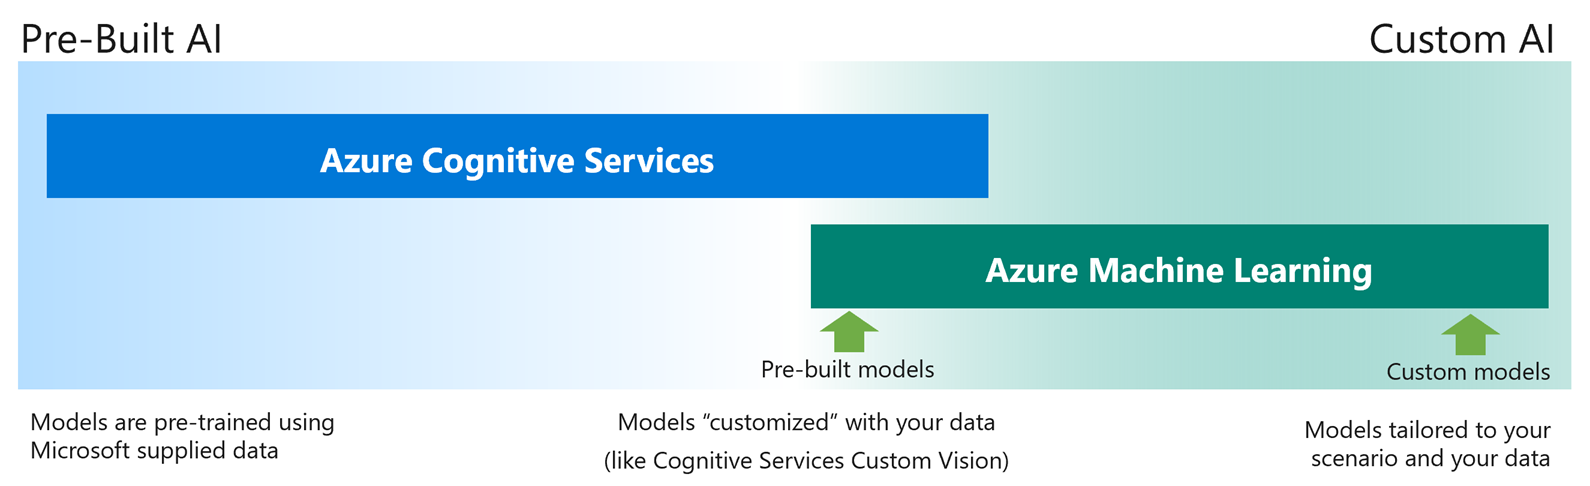 Pre-Built AI
Custom AI
Azure Cognitive Services
Azure Machine Learning
Pre-built models
Custom models
Models are pre-trained using
Microsoft supplied data
Models “customized” with your data
(like Cognitive Services Custom Vision)
Models tailored to your
scenario and your data